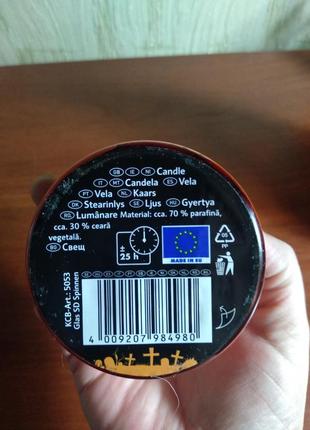 GB IE NI Candle
IT MT Candela ES Vela
PT Vela NL Kaars
DK Stearinlys SE Ljus HU Gyertya
RO Lumânare Material: cca. 70 % parafină,
cca. 30 % ceară
vegetală.
BG Свещ
±
25 h
MADE IN EU
05
PP
KCB-Art.: 5053
Glas SD Spinnen
4 009207 984980